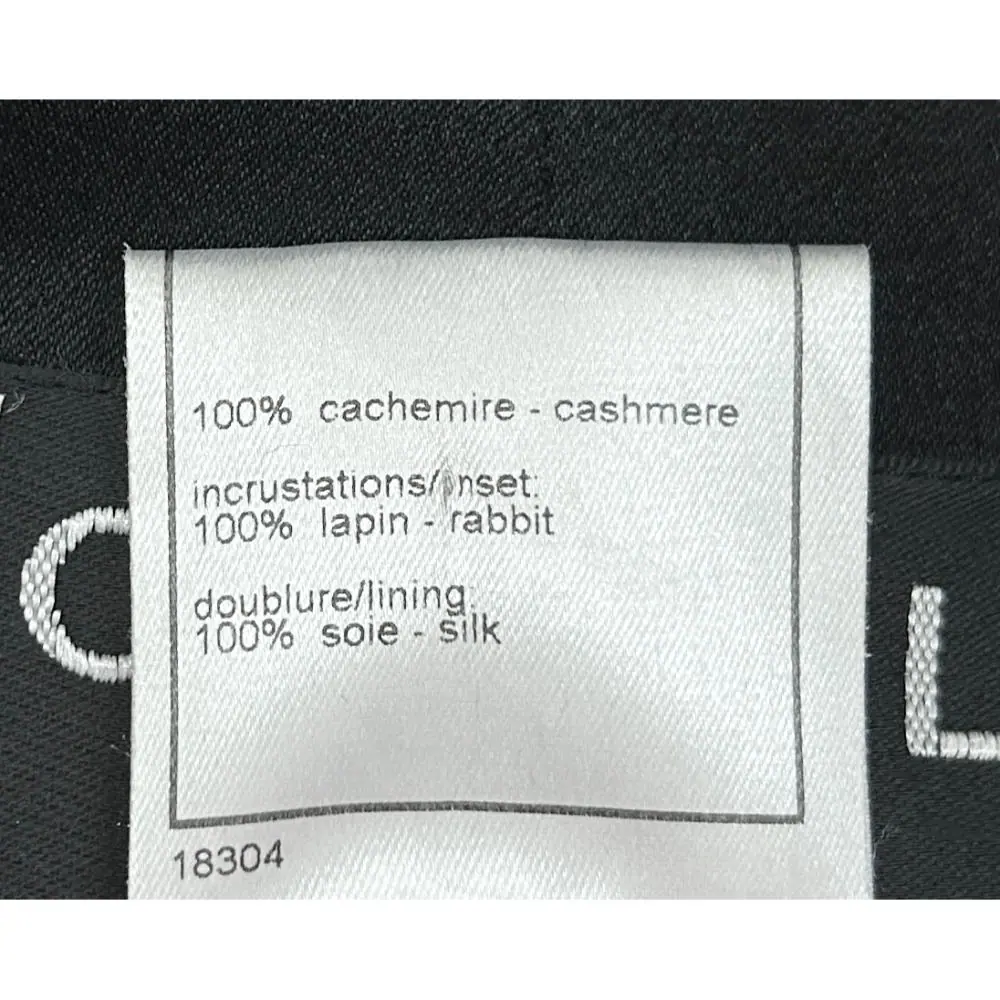 100% cachemire - cashmere
incrustations/inset:
100% lapin - rabbit
doublure/lining:
100% soie - silk
18304
C L